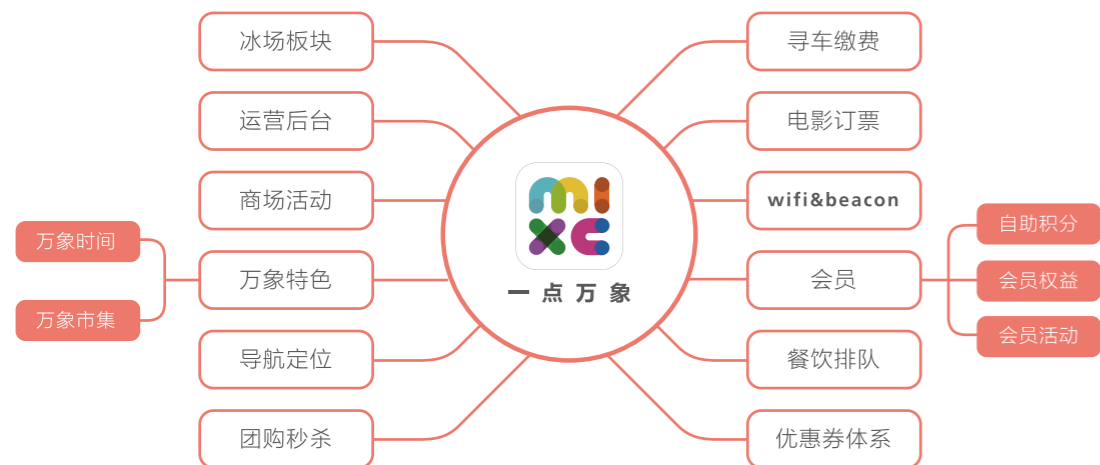 冰场板块
运营后台
商场活动
万象特色
导航定位
团购秒杀
万象时间
万象市集
mixc
一点万象
寻车缴费
电影订票
wifi&beacon
会员
餐饮排队
优惠券体系
自助积分
会员权益
会员活动